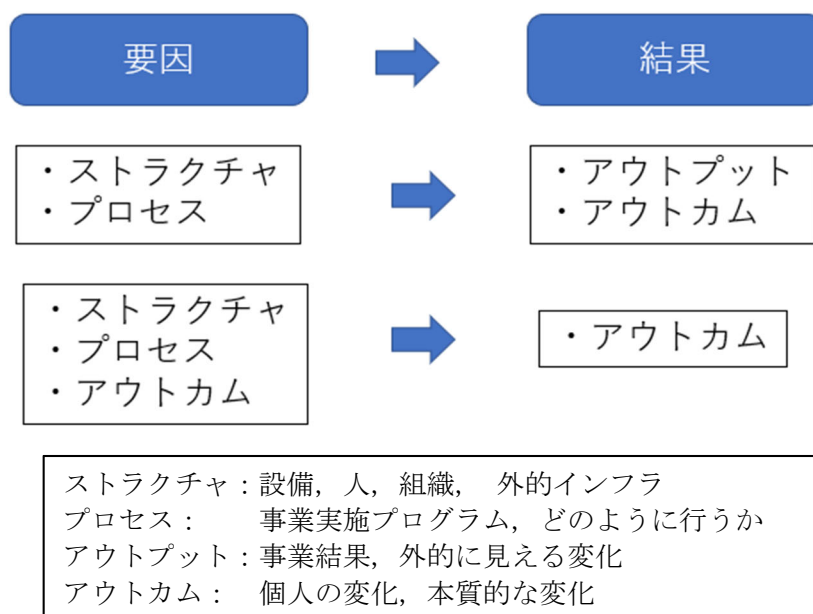 要因
結果
・ストラクチャ
・プロセス
・アウトプット
・アウトカム
・ストラクチャ
・プロセス
・アウトカム
・アウトカム
ストラクチャ：設備，人，組織， 外的インフラ
プロセス： 事業実施プログラム，どのように行うか
アウトプット：事業結果，外的に見える変化
アウトカム： 個人の変化，本質的な変化